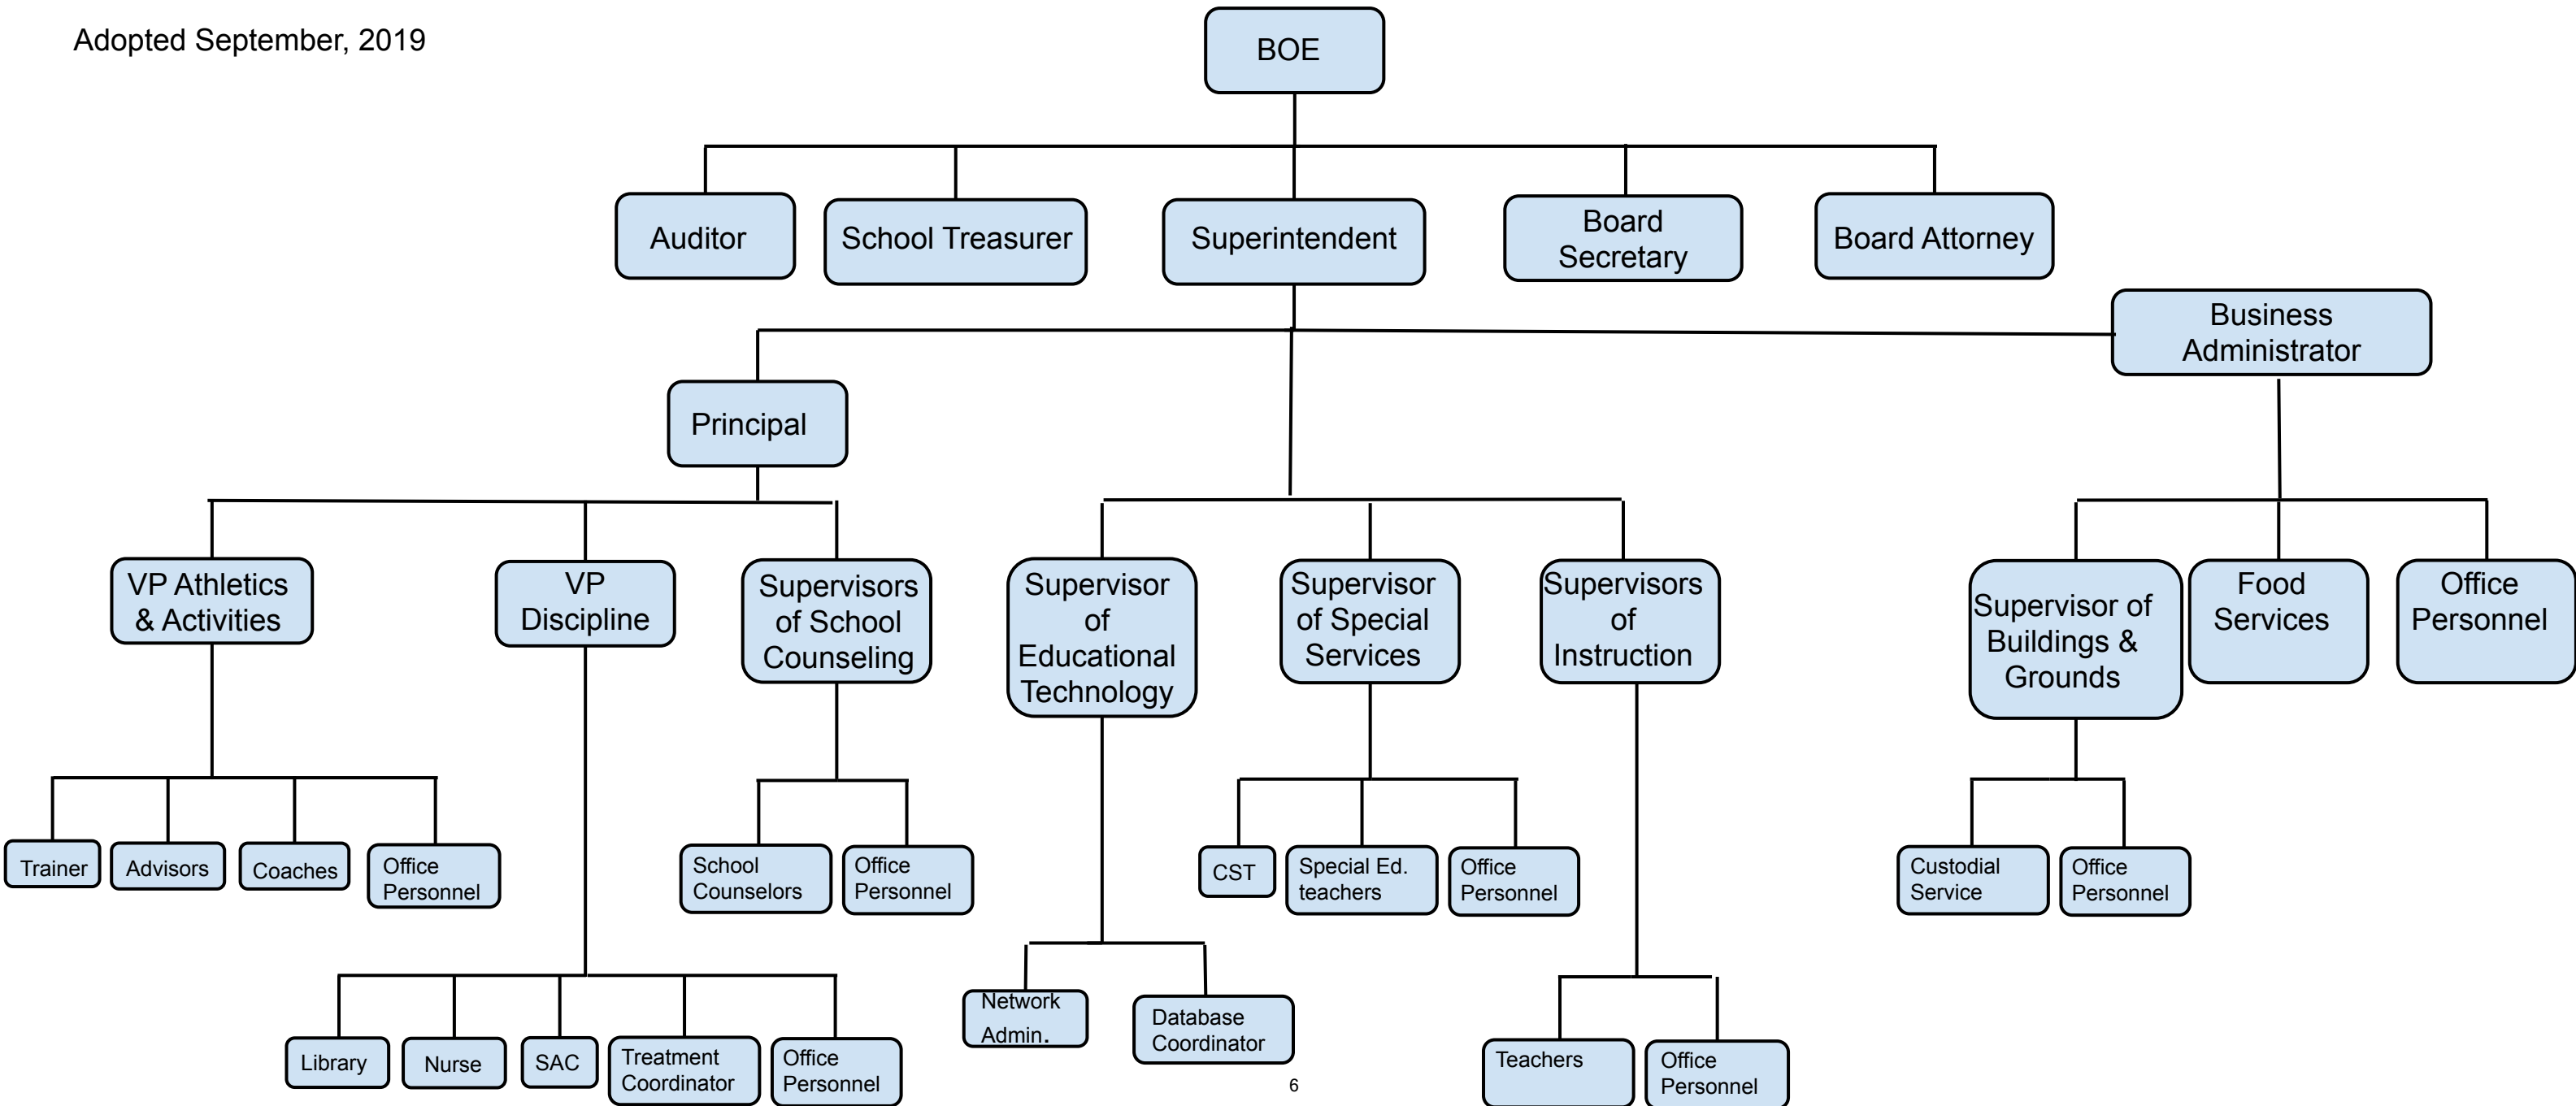 Adopted September, 2019
BOE
Auditor
School Treasurer
Superintendent
Board
Secretary
Board Attorney
Business
Administrator
Principal
VP Athletics
& Activities
VP
Discipline
Supervisors
of School
Counseling
Supervisor
of
Educational
Technology
Supervisor
of Special
Services
Supervisors
of
Instruction
Supervisor of
Buildings &
Grounds
Food
Services
Office
Personnel
Trainer
Advisors
Coaches
Office
Personnel
School
Counselors
Office
Personnel
CST
Special Ed.
teachers
Office
Personnel
Custodial
Service
Office
Personnel
Library
Nurse
SAC
Treatment
Coordinator
Office
Personnel
Network
Admin.
Database
Coordinator
Teachers
Office
Personnel
6